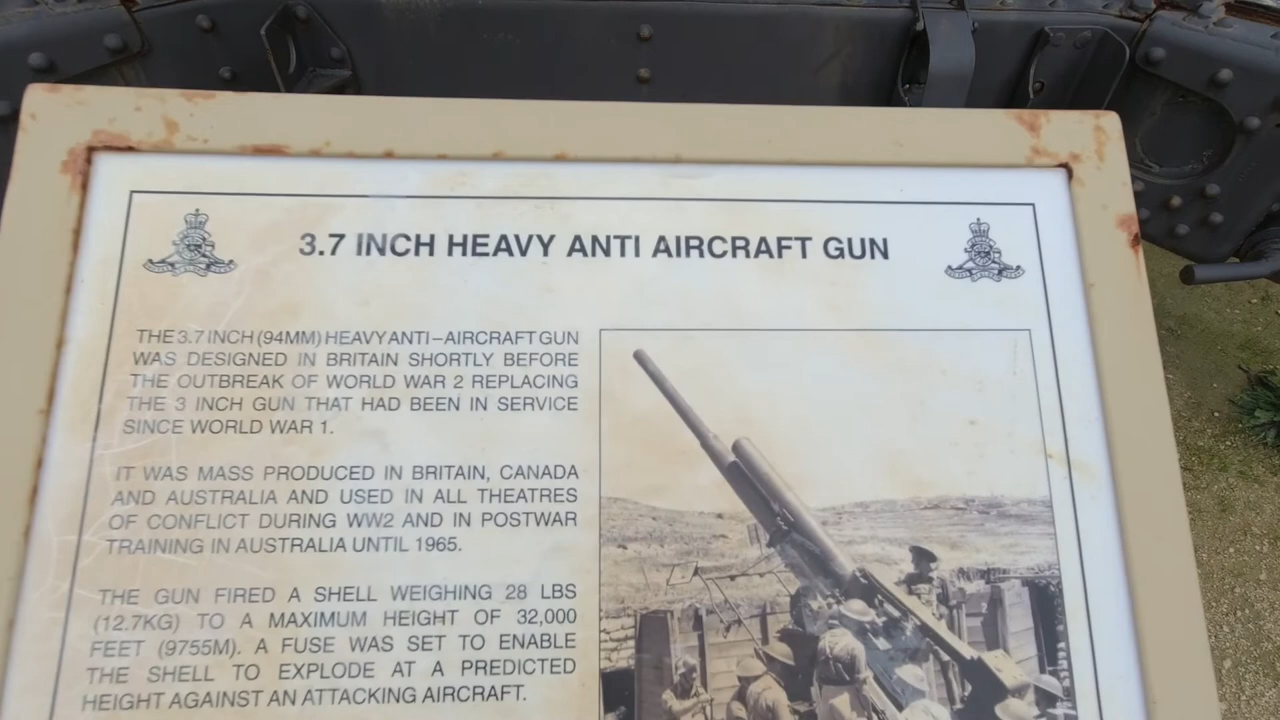 3.7 INCH HEAVY ANTI AIRCRAFT GUN
THE 3.7 INCH (94MM) HEAVY ANTI-AIRCRAFT GUN
WAS DESIGNED IN BRITAIN SHORTLY BEFORE
THE OUTBREAK OF WORLD WAR 2 REPLACING
THE 3 INCH GUN THAT HAD BEEN IN SERVICE
SINCE WORLD WAR 1.
IT WAS MASS PRODUCED IN BRITAIN, CANADA
AND AUSTRALIA AND USED IN ALL THEATRES
OF CONFLICT DURING WW2 AND IN POSTWAR
TRAINING IN AUSTRALIA UNTIL 1965.
THE GUN FIRED A SHELL WEIGHING 28 LBS
(12.7KG) TO A MAXIMUM HEIGHT OF 32,000
FEET (9755M). A FUSE WAS SET TO ENABLE
THE SHELL TO EXPLODE AT A PREDICTED
HEIGHT AGAINST AN ATTACKING AIRCRAFT.